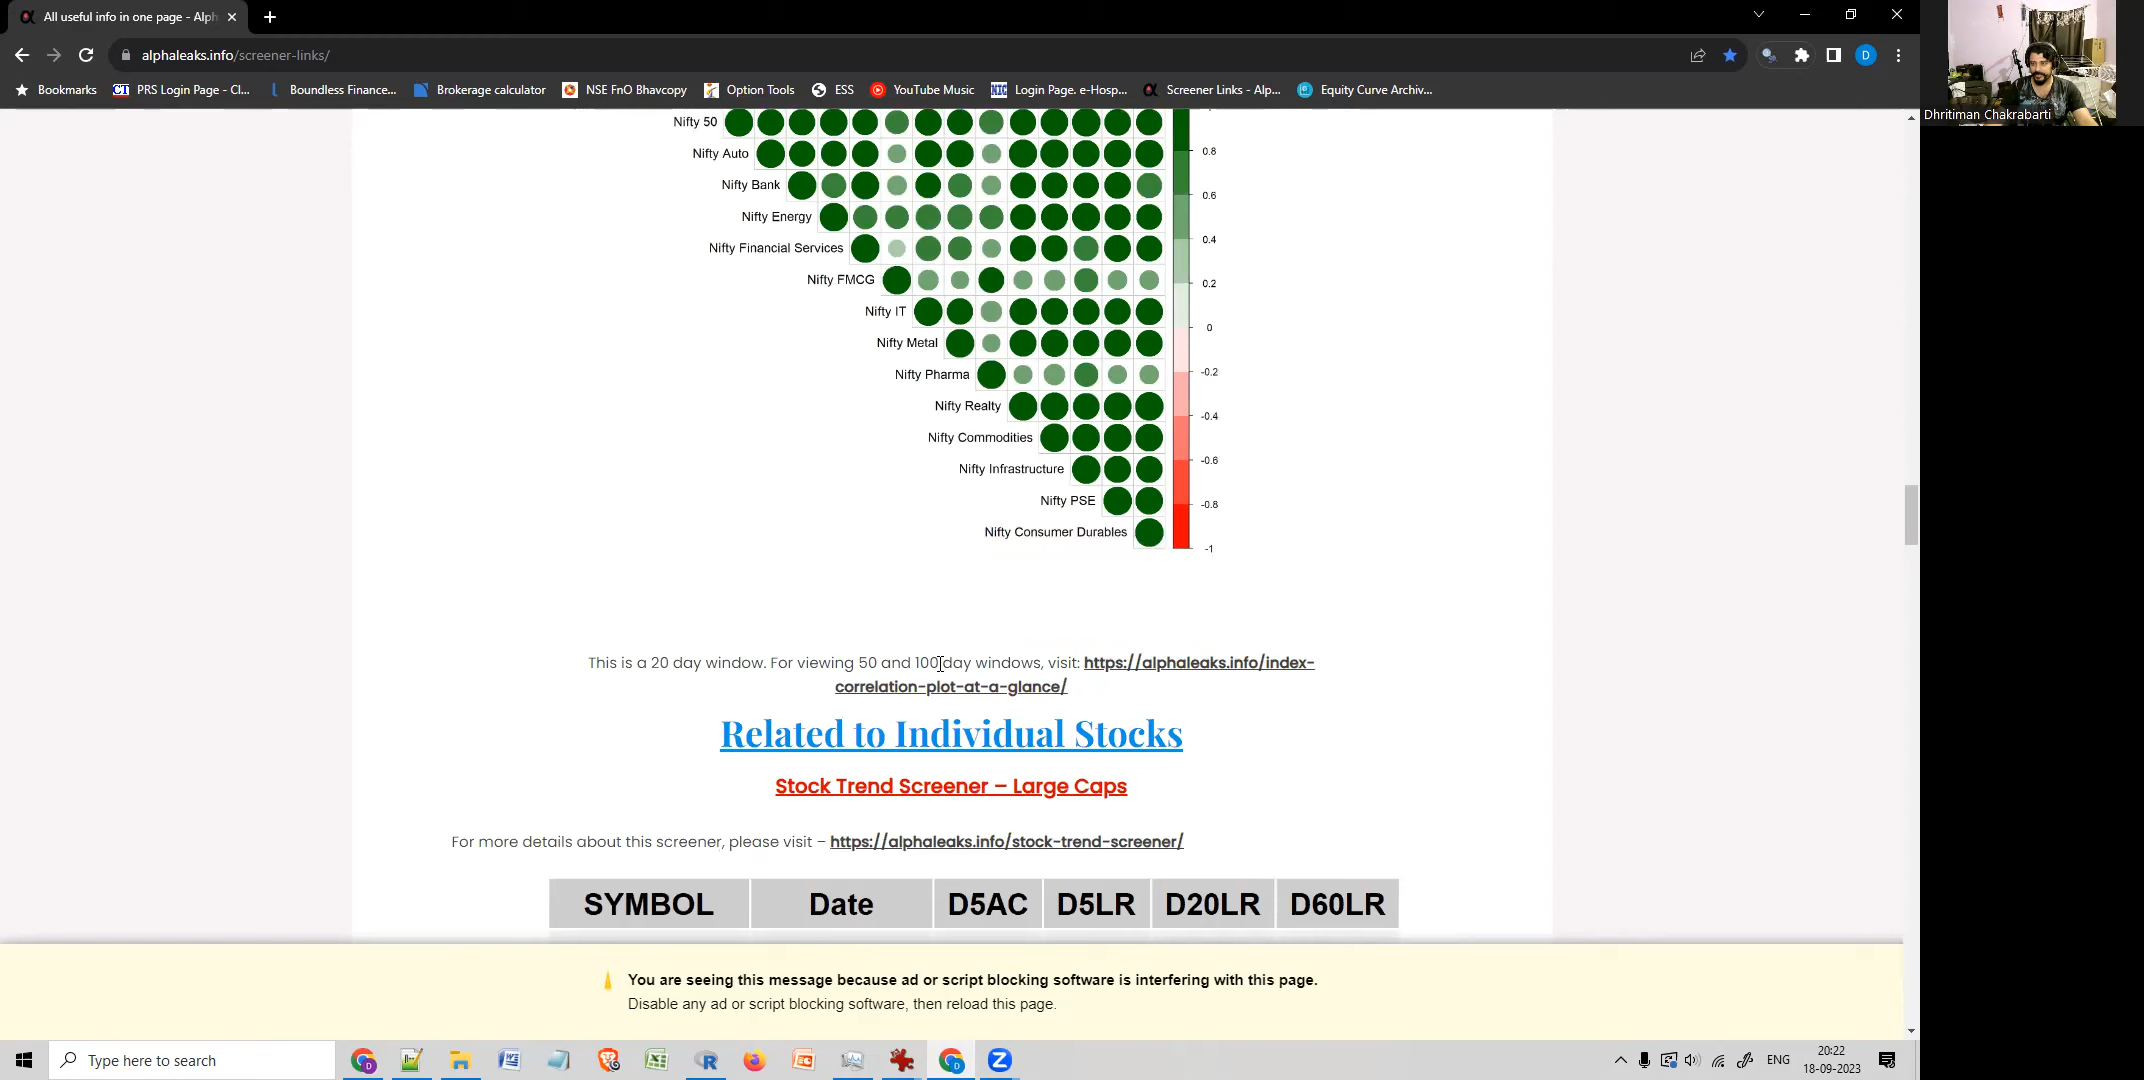 All useful info in one page - Alph
alphaleaks.info/screener-links/
Bookmarks
PRS Login Page - Cl...
Boundless Finance...
Brokerage calculator
NSE FnO Bhavcopy
Option Tools
ESS
YouTube Music
Login Page. e-Hosp...
Screener Links - Alp...
Equity Curve Archiv...
Dhritiman Chakrabarti
Nifty 50
Nifty Auto
Nifty Bank
Nifty Energy
Nifty Financial Services
Nifty FMCG
Nifty IT
Nifty Metal
Nifty Pharma
Nifty Realty
Nifty Commodities
Nifty Infrastructure
Nifty PSE
Nifty Consumer Durables
0.8
0.6
0.4
0.2
0
-0.2
-0.4
-0.6
-0.8
-1
This is a 20 day window. For viewing 50 and 100 day windows, visit: https://alphaleaks.info/index-
correlation-plot-at-a-glance/
Related to Individual Stocks
Stock Trend Screener – Large Caps
For more details about this screener, please visit – https://alphaleaks.info/stock-trend-screener/
SYMBOL Date D5AC D5LR D20LR D60LR
You are seeing this message because ad or script blocking software is interfering with this page.
Disable any ad or script blocking software, then reload this page.
Type here to search
ENG
20:22
18-09-2023